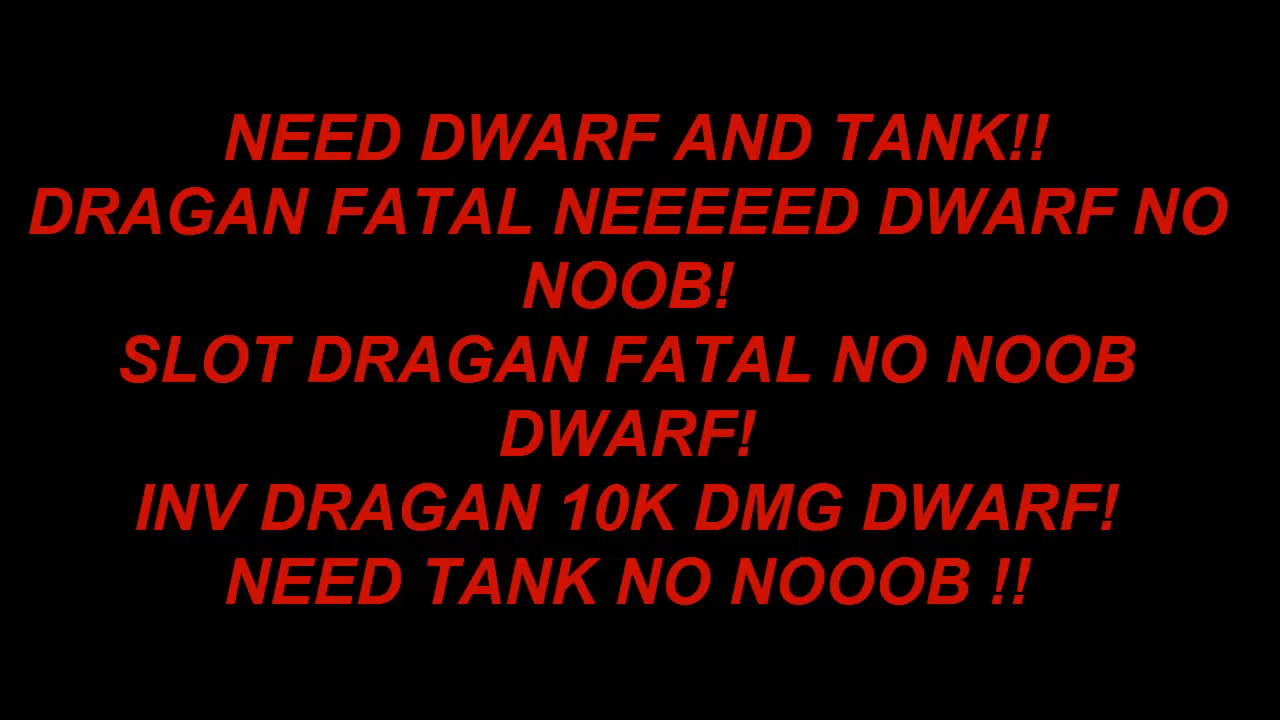 NEED DWARF AND TANK!!
DRAGAN FATAL NEEEEED DWARF NO
NOOB!
SLOT DRAGAN FATAL NO NOOB
DWARF!
INV DRAGAN 10K DMG DWARF!
NEED TANK NO NOOOB !!